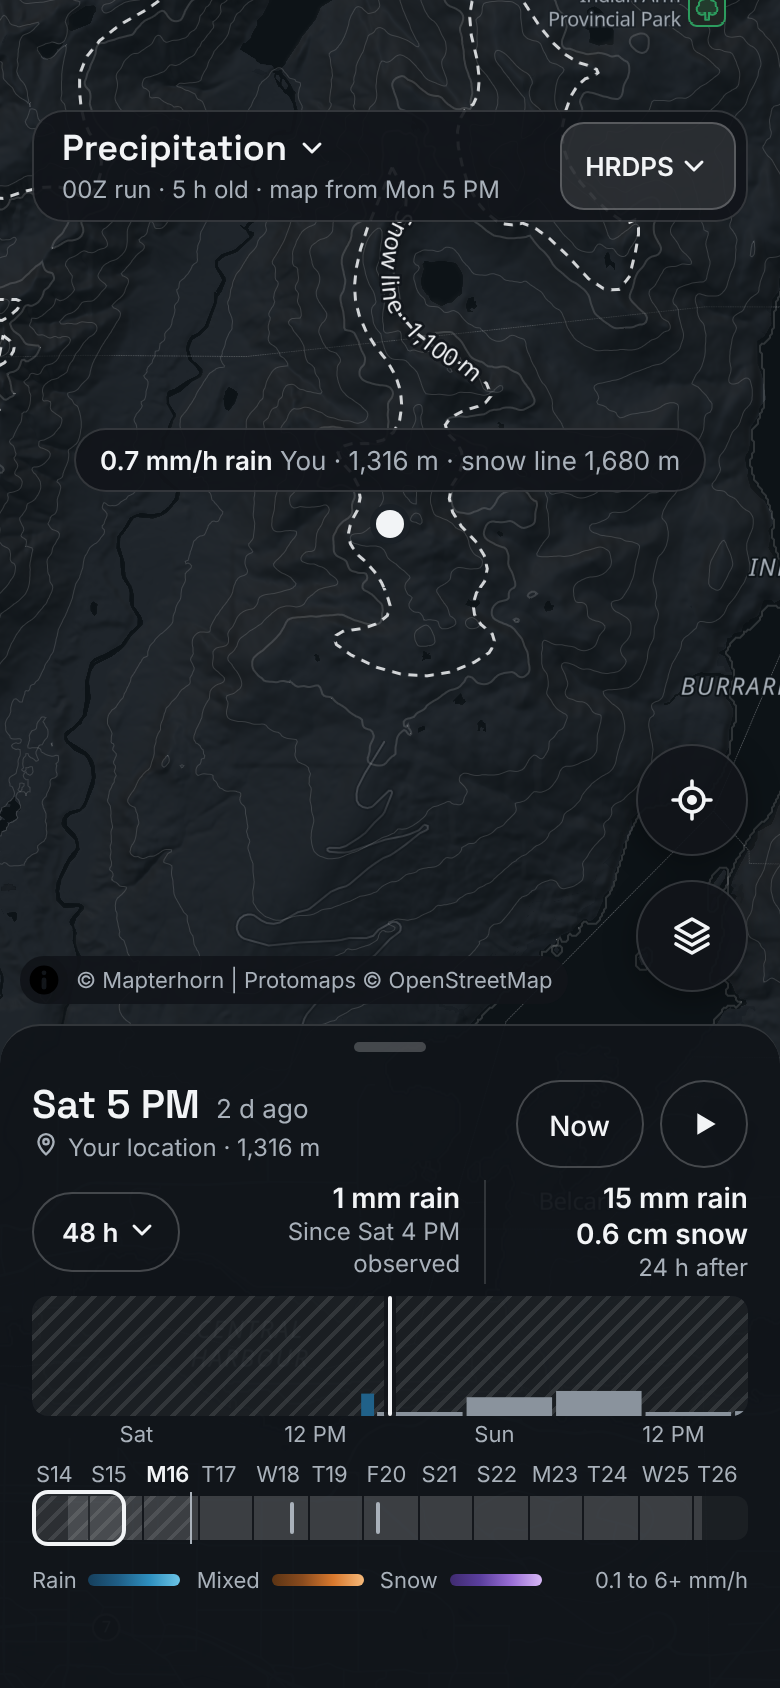 Provincial Park
Precipitation
00Z run · 5 h old · map from Mon 5 PM
HRDPS
now line · 1,100 m
0.7 mm/h rain You · 1,316 m · snow line 1,680 m
© Mapterhorn | Protomaps © OpenStreetMap
Sat 5 PM 2 d ago
Your location · 1,316 m
Now
48 h
1 mm rain
Since Sat 4 PM
observed
15 mm rain
0.6 cm snow
24 h after
Sat 12 PM Sun 12 PM
S14 S15 M16 T17 W18 T19 F20 S21 S22 M23 T24 W25 T26
Rain Mixed Snow 0.1 to 6+ mm/h